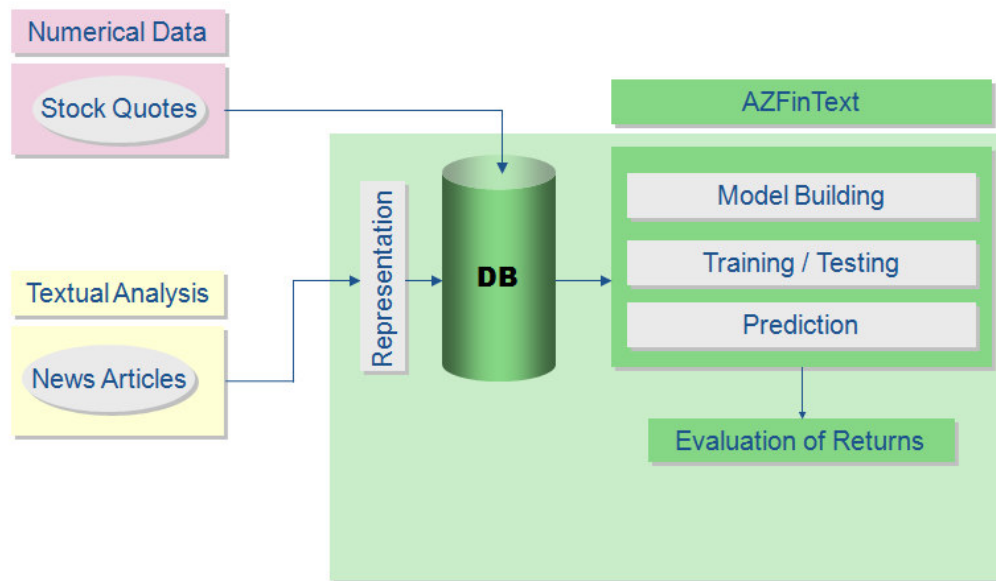 Numerical Data
Stock Quotes
AZFinText
Model Building
Representation
DB
Training / Testing
Textual Analysis
Prediction
News Articles
Evaluation of Returns